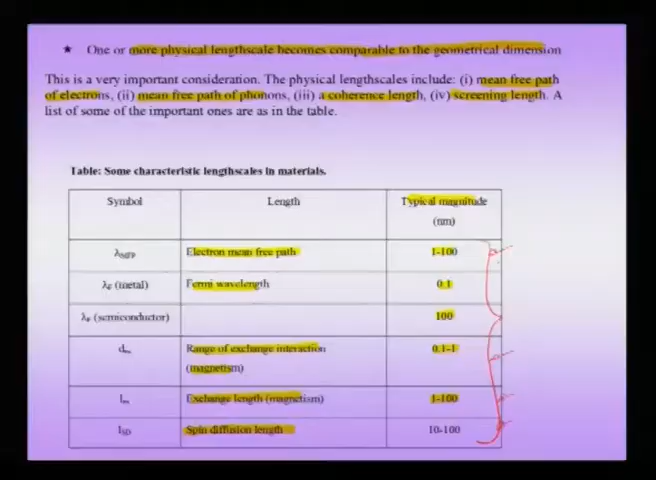 ★ One or more physical lengthscale becomes comparable to the geometrical dimension
This is a very important consideration. The physical lengthscales include: (i) mean free path
of electrons, (ii) mean free path of phonons, (iii) a coherence length, (iv) screening length. A
list of some of the important ones are as in the table.
Table: Some characteristic lengthscales in materials.
Symbol Length Typical magnitude
(nm)
λ_MFP Electron mean free path 1-100
λ_F (metal) Fermi wavelength 0.1
λ_F (semiconductor) 100
Range of exchange interaction 0.1-1
(magnetism)
Exchange length (magnetism) 1-100
l_SD Spin diffusion length 10-100